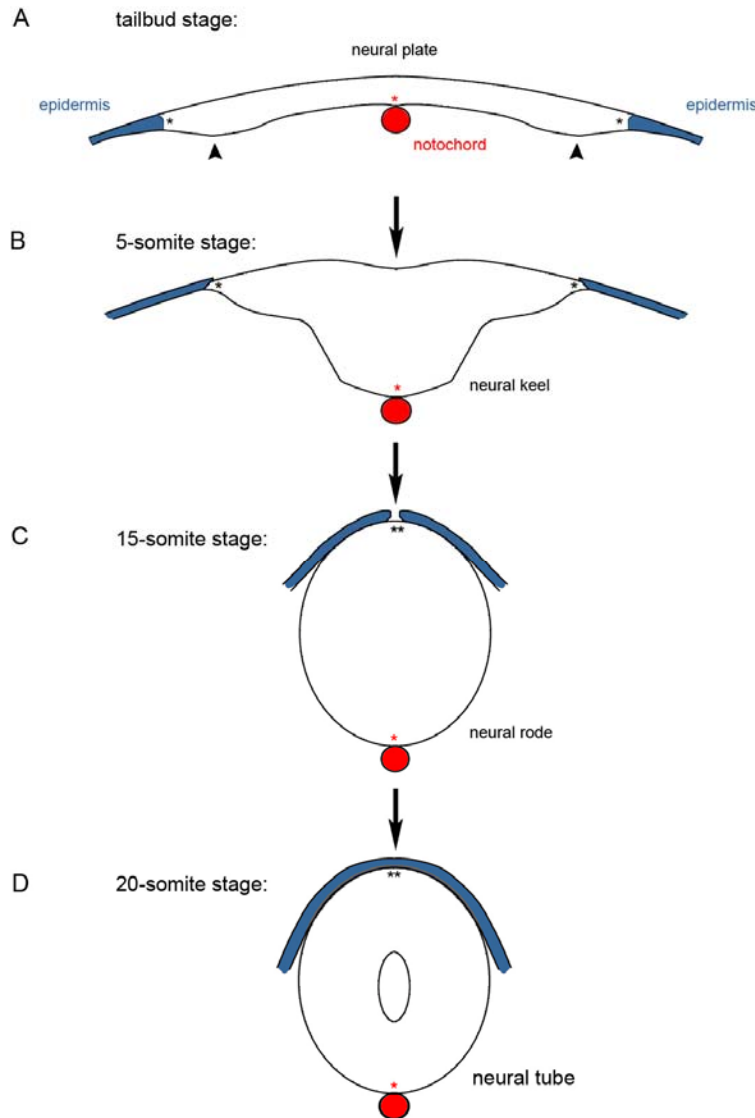 A tailbud stage:
neural plate
epidermis
epidermis
*
*
*
notochord
B 5-somite stage:
*
*
*
neural keel
C 15-somite stage:
**
neural rode
*
D 20-somite stage:
**
neural tube
*